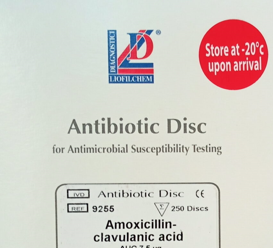 DIAGNOSTICI
LIOFILCHEM
Store at -20°c
upon arrival
Antibiotic Disc
for Antimicrobial Susceptibility Testing
IVD Antibiotic Disc CE
REF 9255 250 Discs
Amoxicillin-
clavulanic acid